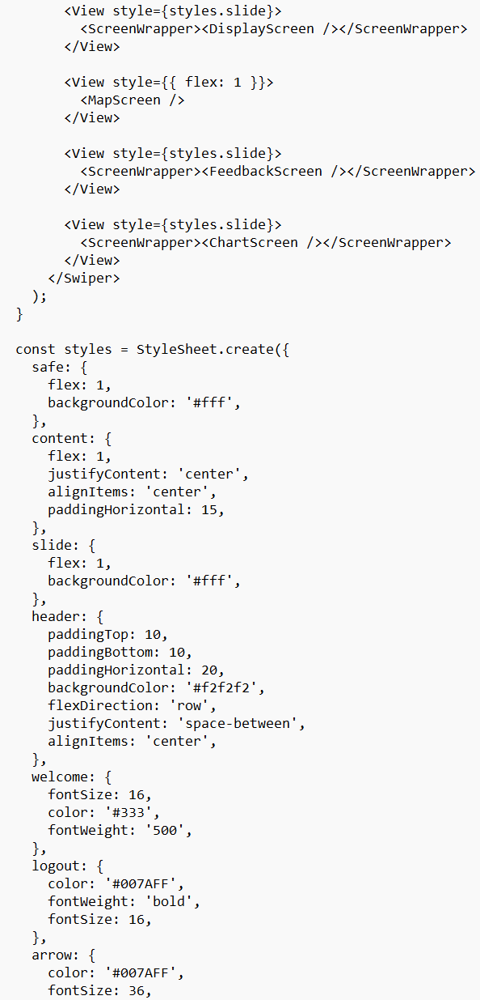 <View style={styles.slide}>
<ScreenWrapper><DisplayScreen /></ScreenWrapper>
</View>
<View style={{ flex: 1 }}>
<MapScreen />
</View>
<View style={styles.slide}>
<ScreenWrapper><FeedbackScreen /></ScreenWrapper>
</View>
<View style={styles.slide}>
<ScreenWrapper><ChartScreen /></ScreenWrapper>
</View>
</Swiper>
);
}
const styles = StyleSheet.create({
safe: {
flex: 1,
backgroundColor: '#fff',
},
content: {
flex: 1,
justifyContent: 'center',
alignItems: 'center',
paddingHorizontal: 15,
},
slide: {
flex: 1,
backgroundColor: '#fff',
},
header: {
paddingTop: 10,
paddingBottom: 10,
paddingHorizontal: 20,
backgroundColor: '#f2f2f2',
flexDirection: 'row',
justifyContent: 'space-between',
alignItems: 'center',
},
welcome: {
fontSize: 16,
color: '#333',
fontWeight: '500',
},
logout: {
color: '#007AFF',
fontWeight: 'bold',
fontSize: 16,
},
arrow: {
color: '#007AFF',
fontSize: 36,